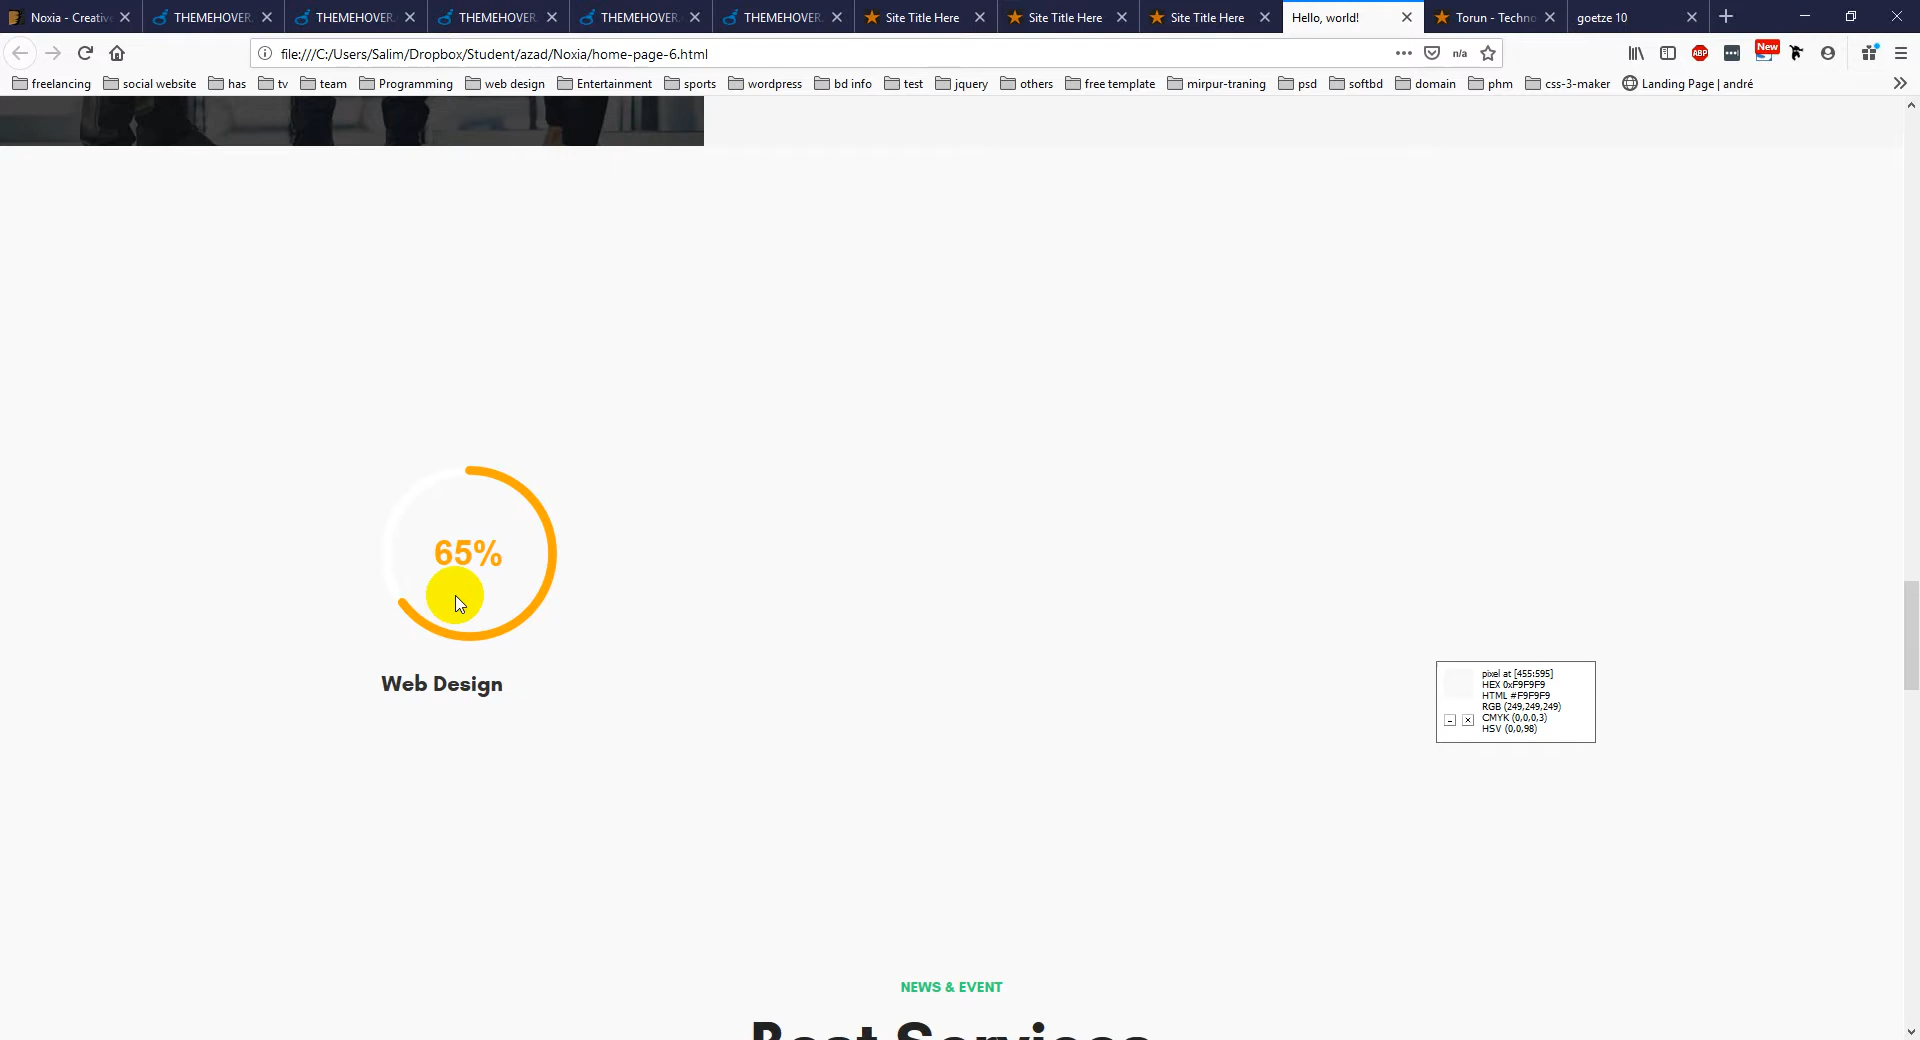 Noxia - Creative
THEMEHOVER.
THEMEHOVER.
THEMEHOVER.
THEMEHOVER.
THEMEHOVER.
Site Title Here
Site Title Here
Site Title Here
Hello, world!
Torun - Techno
goetze 10
file:///C:/Users/Salim/Dropbox/Student/azad/Noxia/home-page-6.html
n/a
ABP
New
freelancing
social website
has
tv
team
Programming
web design
Entertainment
sports
wordpress
bd info
test
jquery
others
free template
mirpur-traning
psd
softbd
domain
phm
css-3-maker
Landing Page | andré
65%
Web Design
pixel at [455:595]
HEX 0xF9F9F9
HTML #F9F9F9
RGB (249,249,249)
CMYK (0,0,0,3)
HSV (0,0,98)
NEWS & EVENT
Best Services